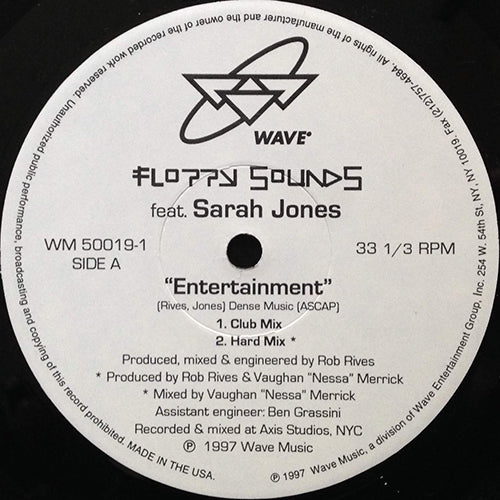 WAVE®
FLOPPY SOUNDS
feat. Sarah Jones
WM 50019-1
SIDE A
33 1/3 RPM
“Entertainment”
(Rives, Jones) Dense Music (ASCAP)
1. Club Mix
2. Hard Mix *
Produced, mixed & engineered by Rob Rives
* Produced by Rob Rives & Vaughan "Nessa" Merrick
* Mixed by Vaughan "Nessa" Merrick
Assistant engineer: Ben Grassini
Recorded & mixed at Axis Studios, NYC
℗ 1997 Wave Music
℗ 1997 Wave Music, a division of Wave Entertainment Group, Inc. 254 W. 54th St, NY, NY 10019. Fax (212)757-4684. All rights of the manufacturer and the owner of the recorded work reserved. Unauthorized public performance, broadcasting and copying of this record prohibited. MADE IN THE USA.